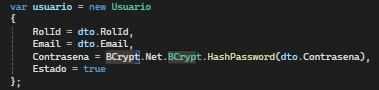 var usuario = new Usuario
{
RolId = dto.RolId,
Email = dto.Email,
Contrasena = BCrypt.Net.BCrypt.HashPassword(dto.Contrasena),
Estado = true
};